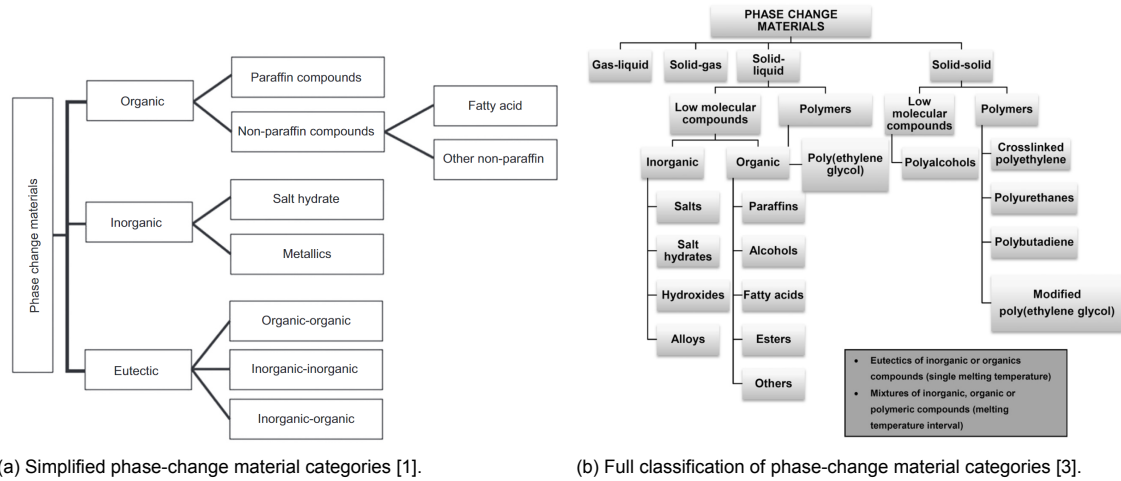 Phase change materials
Organic
Paraffin compounds
Non-paraffin compounds
Fatty acid
Other non-paraffin
Inorganic
Salt hydrate
Metallics
Eutectic
Organic-organic
Inorganic-inorganic
Inorganic-organic
(a) Simplified phase-change material categories [1].
PHASE CHANGE
MATERIALS
Gas-liquid
Solid-gas
Solid-
liquid
Solid-solid
Low molecular
compounds
Polymers
Low
molecular
compounds
Polymers
Inorganic
Organic
Poly(ethylene
glycol)
Polyalcohols
Crosslinked
polyethylene
Salts
Paraffins
Polyurethanes
Salt
hydrates
Alcohols
Polybutadiene
Hydroxides
Fatty acids
Modified
poly(ethylene glycol)
Alloys
Esters
Others
• Eutectics of inorganic or organics
compounds (single melting temperature)
• Mixtures of inorganic, organic or
polymeric compounds (melting
temperature interval)
(b) Full classification of phase-change material categories [3].